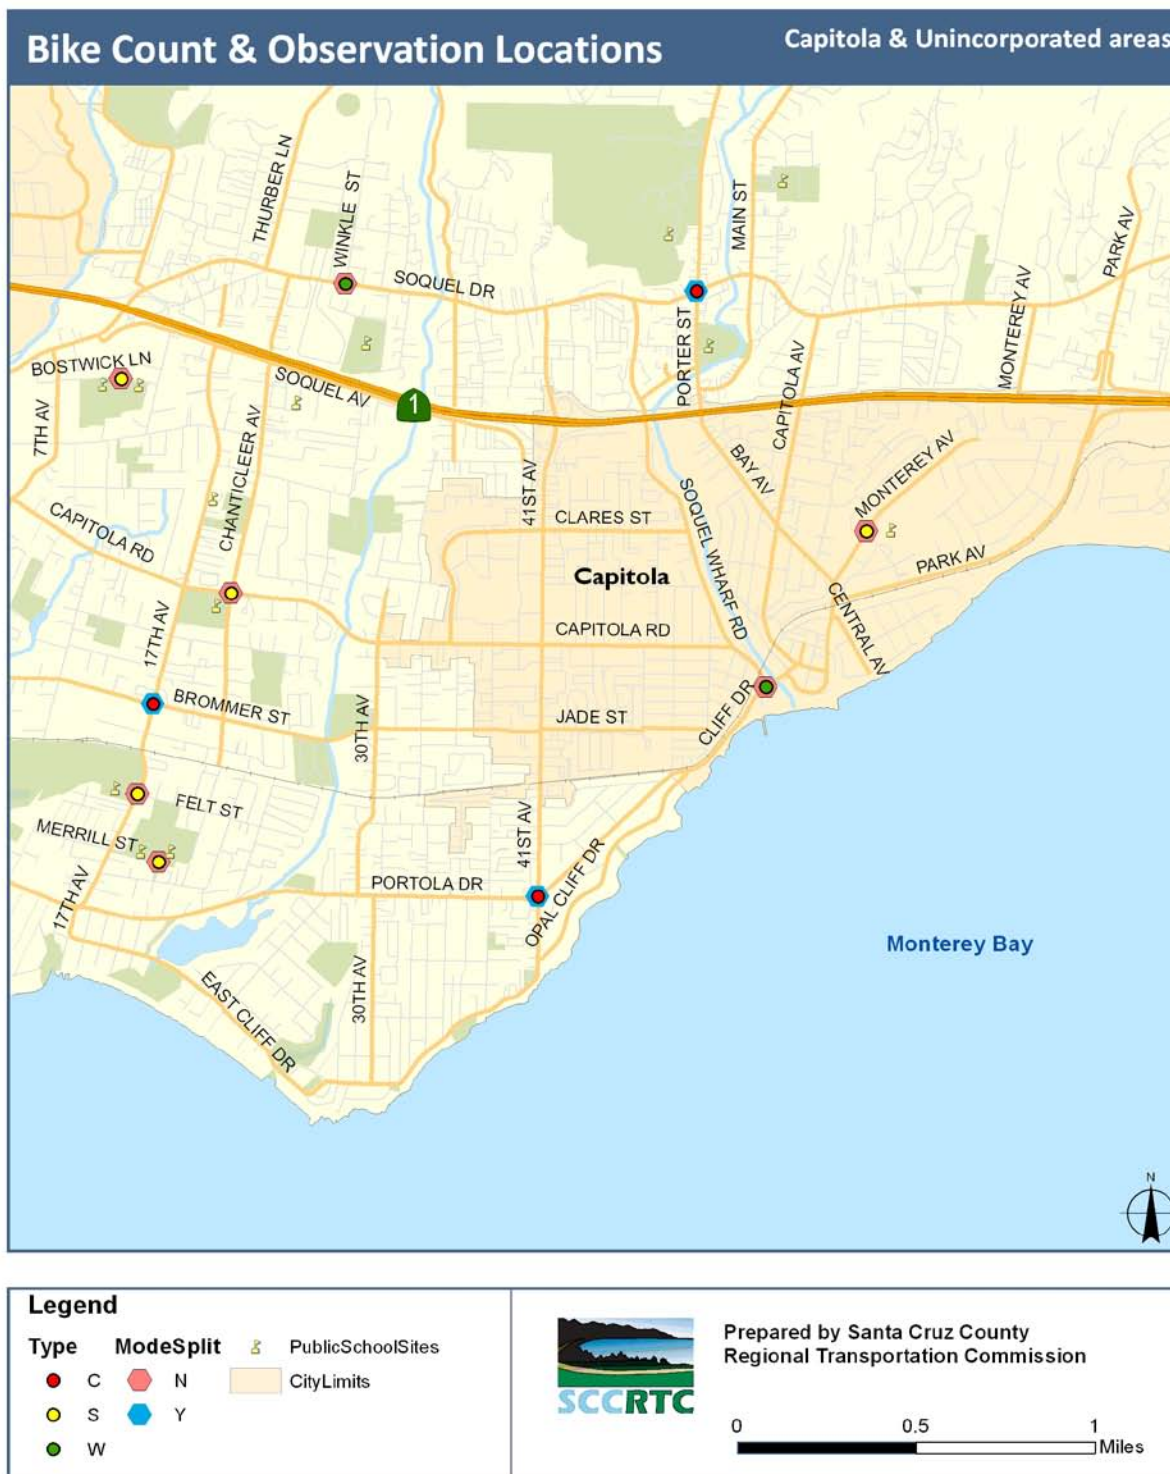 Bike Count & Observation Locations
Capitola & Unincorporated areas
THURBER LN
WINKLE ST
MAIN ST
PARK AV
SOQUEL DR
MONTEREY AV
PORTER ST
BOSTWICK LN
SOQUEL AV
1
CAPITOLA AV
7TH AV
CHANTICLEER AV
BAY AV
MONTEREY AV
41ST AV
CAPITOLA RD
CLARES ST
SOQUEL WHARF RD
Capitola
PARK AV
CENTRAL AV
17TH AV
CAPITOLA RD
BROMMER ST
30TH AV
JADE ST
CLIFF DR
FELT ST
MERRILL ST
41ST AV
17TH AV
PORTOLA DR
OPAL CLIFF DR
Monterey Bay
EAST CLIFF DR
30TH AV
N
Legend
Type ModeSplit PublicSchoolSites
C N CityLimits
S Y
W
SCCRTC
Prepared by Santa Cruz County
Regional Transportation Commission
0 0.5 1
Miles